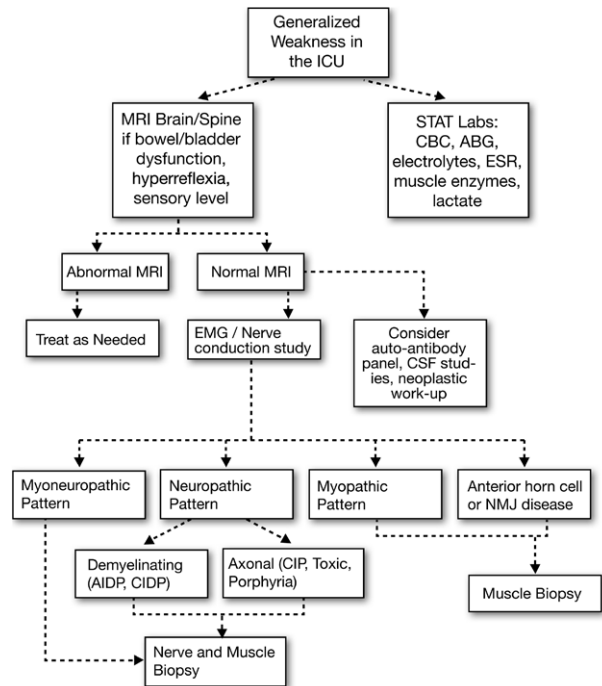 Generalized
Weakness in
the ICU
MRI Brain/Spine
if bowel/bladder
dysfunction,
hyperreflexia,
sensory level
STAT Labs:
CBC, ABG,
electrolytes, ESR,
muscle enzymes,
lactate
Abnormal MRI
Normal MRI
Treat as Needed
EMG / Nerve
conduction study
Consider
auto-antibody
panel, CSF stud-
ies, neoplastic
work-up
Myoneuropathic
Pattern
Neuropathic
Pattern
Myopathic
Pattern
Anterior horn cell
or NMJ disease
Demyelinating
(AIDP, CIDP)
Axonal (CIP, Toxic,
Porphyria)
Muscle Biopsy
Nerve and Muscle
Biopsy